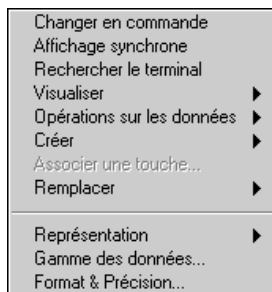 Changer en commande
Affichage synchrone
Rechercher le terminal
Visualiser
Opérations sur les données
Créer
Associer une touche...
Remplacer
Représentation
Gamme des données...
Format & Précision...